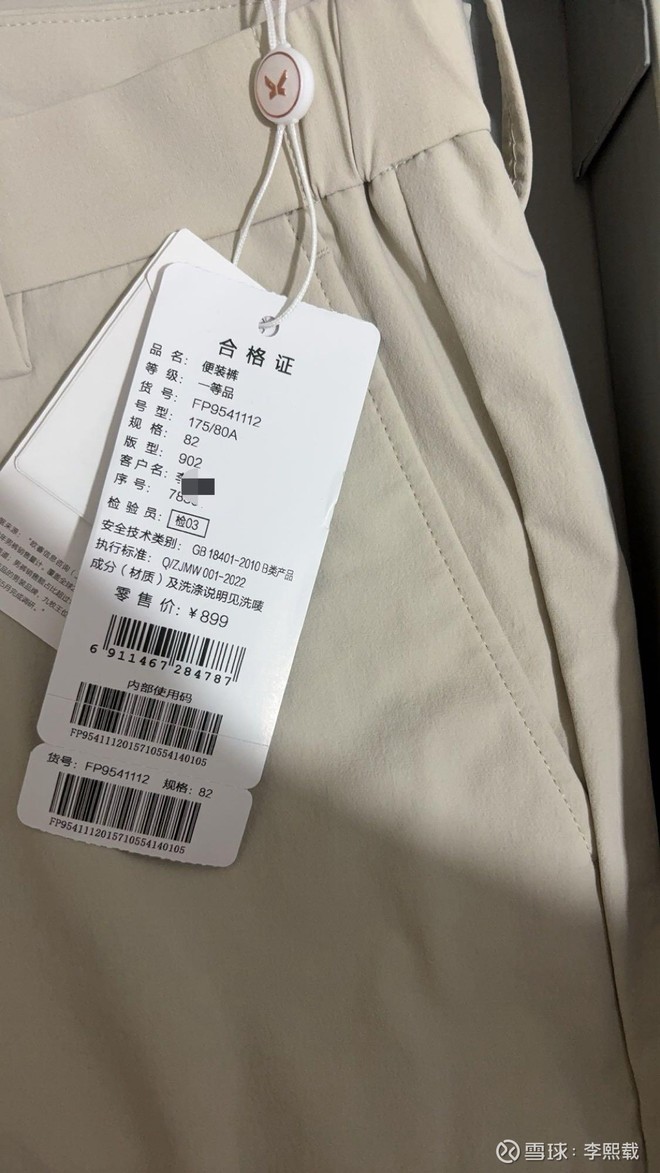 合格证
品名：便装裤
等级：一等品
货号：FP9541112
号型：175/80A
规格：82
版型：902
客户名：李
序号：78
检验员：检03
安全技术类别：GB 18401-2010 B类产品
执行标准：Q/ZJMW 001-2022
成分（材质）及洗涤说明见洗唛
零售价：¥899
6 911467 284787
内部使用码
FP9541112015710554140105
货号：FP9541112 规格：82
FP9541112015710554140105
雪球：李熙载